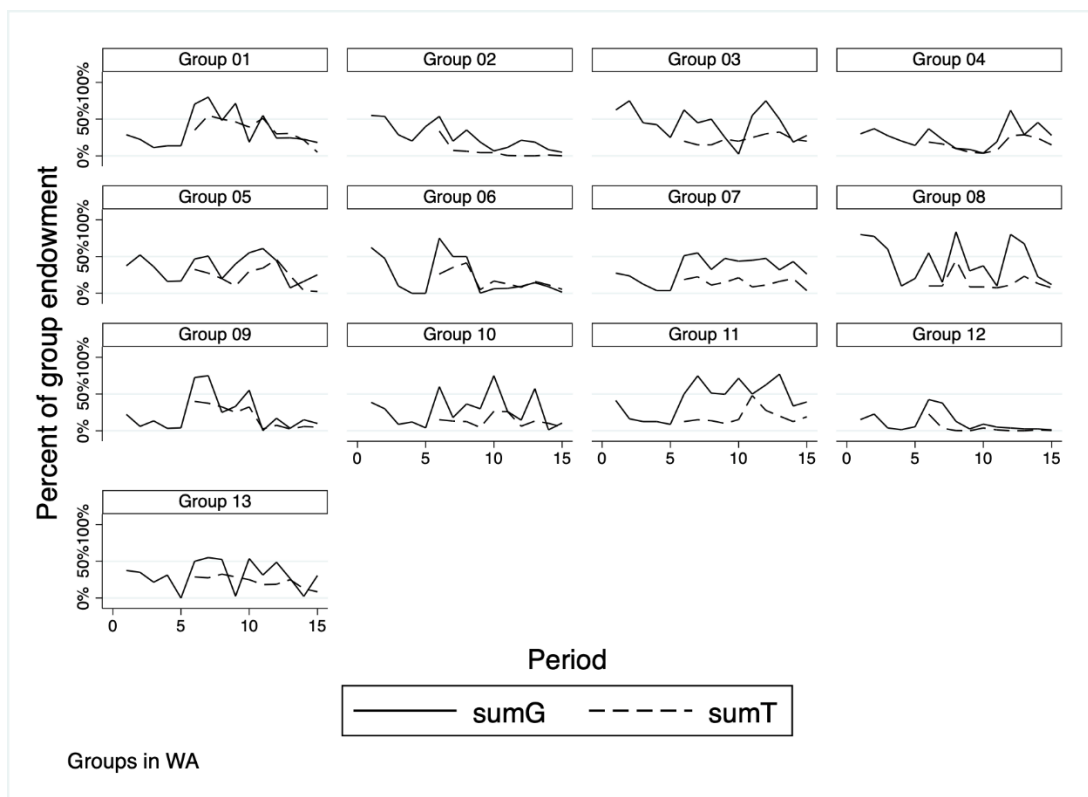 Group 01
Group 02
Group 03
Group 04
0% 50%100%
Group 05
Group 06
Group 07
Group 08
0% 50%100%
Group 09
Group 10
Group 11
Group 12
0% 50%100%
0 5 10 15
0 5 10 15
0 5 10 15
Group 13
0% 50%100%
0 5 10 15
Percent of group endowment
Period
sumG
sumT
Groups in WA